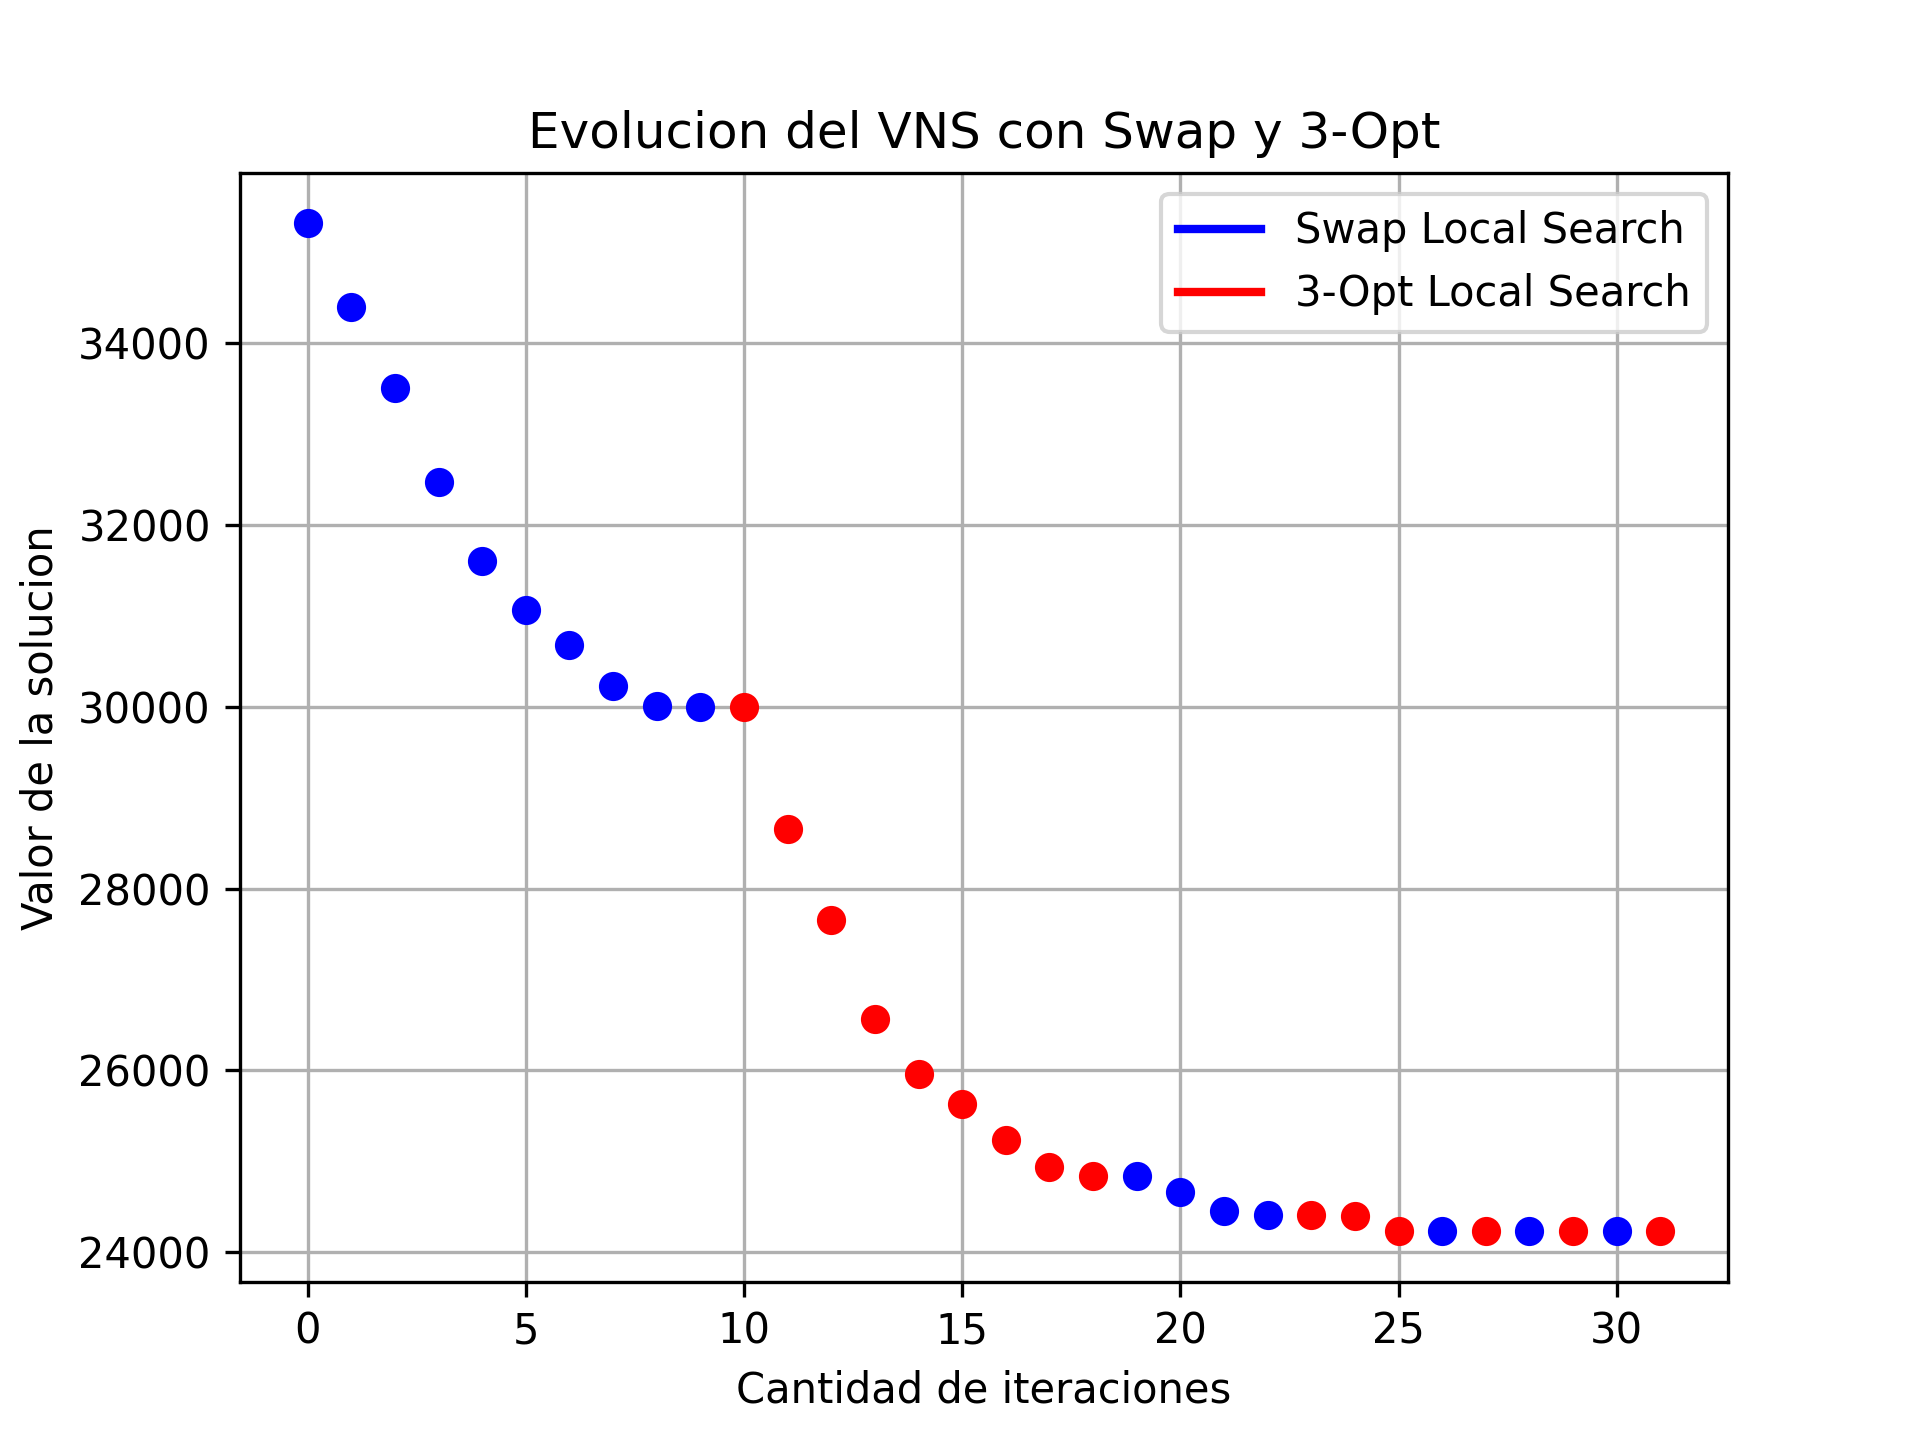 Evolucion del VNS con Swap y 3-Opt
Swap Local Search
3-Opt Local Search
Valor de la solucion
34000
32000
30000
28000
26000
24000
0 5 10 15 20 25 30
Cantidad de iteraciones